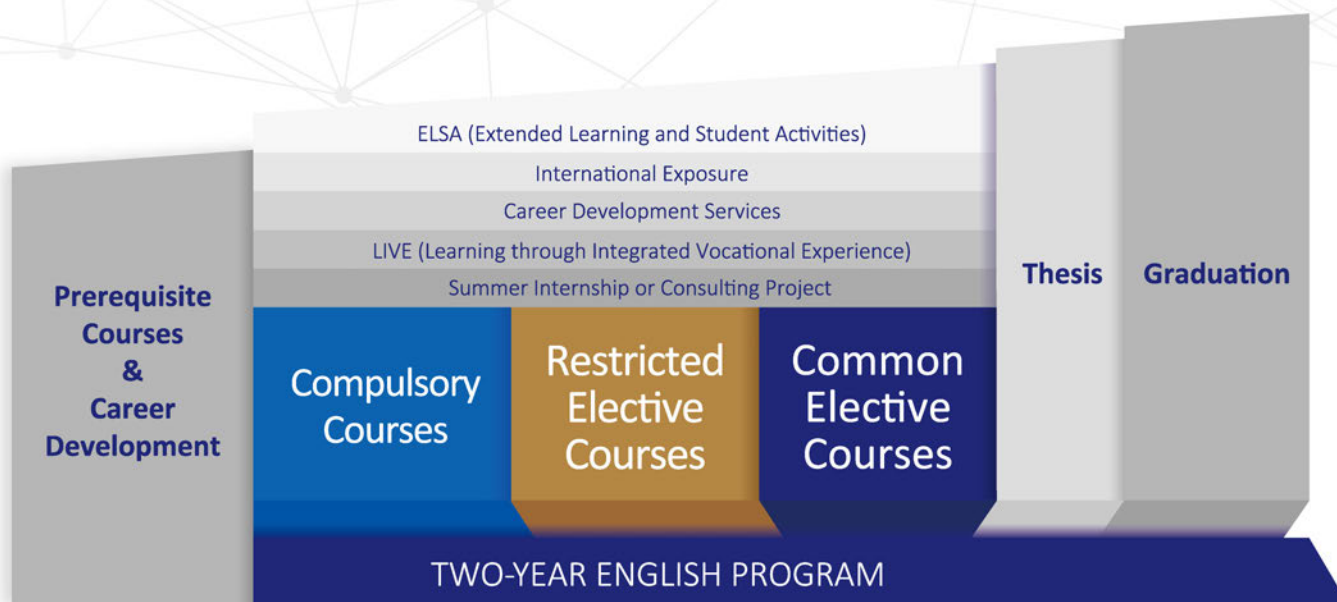 Prerequisite
Courses
&
Career
Development
ELSA (Extended Learning and Student Activities)
International Exposure
Career Development Services
LIVE (Learning through Integrated Vocational Experience)
Summer Internship or Consulting Project
Compulsory
Courses
Restricted
Elective
Courses
Common
Elective
Courses
Thesis
Graduation
TWO-YEAR ENGLISH PROGRAM